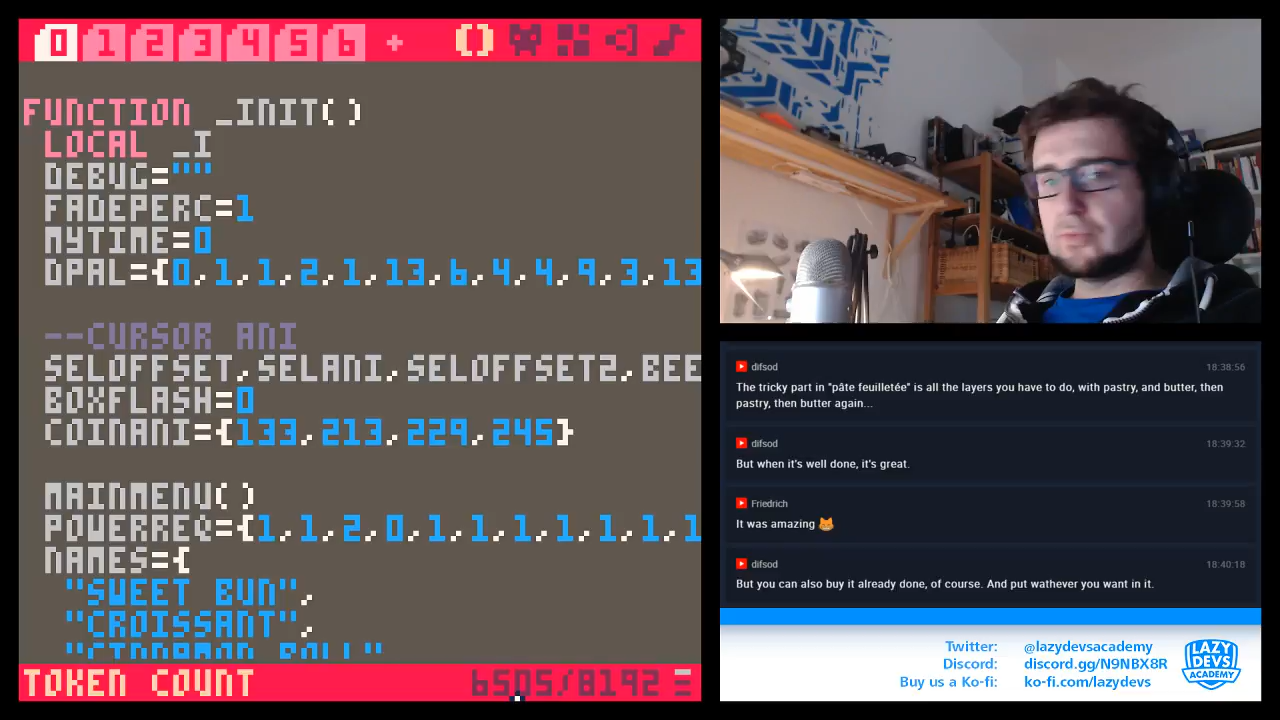 0 1 2 3 4 5 6 +
FUNCTION _INIT()
LOCAL _I
DEBUG=""
FADEPERC=1
MYTIME=0
DPAL={0,1,1,2,1,13,6,4,4,9,3,13
--CURSOR ANI
SELOFFSET,SELANI,SELOFFSET2,BEE
BOXFLASH=0
COINANI={133,213,229,245}
MAINMENU()
POWERREQ={1,1,2,0,1,1,1,1,1,1,1
NAMES={
"SWEET BUN",
"CROISSANT",
TOKEN COUNT 6505/8192
difsod 18:38:56
The tricky part in "pâte feuilletée" is all the layers you have to do, with pastry, and butter, then
pastry, then butter again...
difsod 18:39:32
But when it's well done, it's great.
Friedrich 18:39:58
It was amazing 😺
difsod 18:40:18
But you can also buy it already done, of course. And put wathever you want in it.
Twitter: @lazydevsacademy
Discord: discord.gg/N9NBX8R
Buy us a Ko-fi: ko-fi.com/lazydevs
LAZY
DEVS
ACADEMY